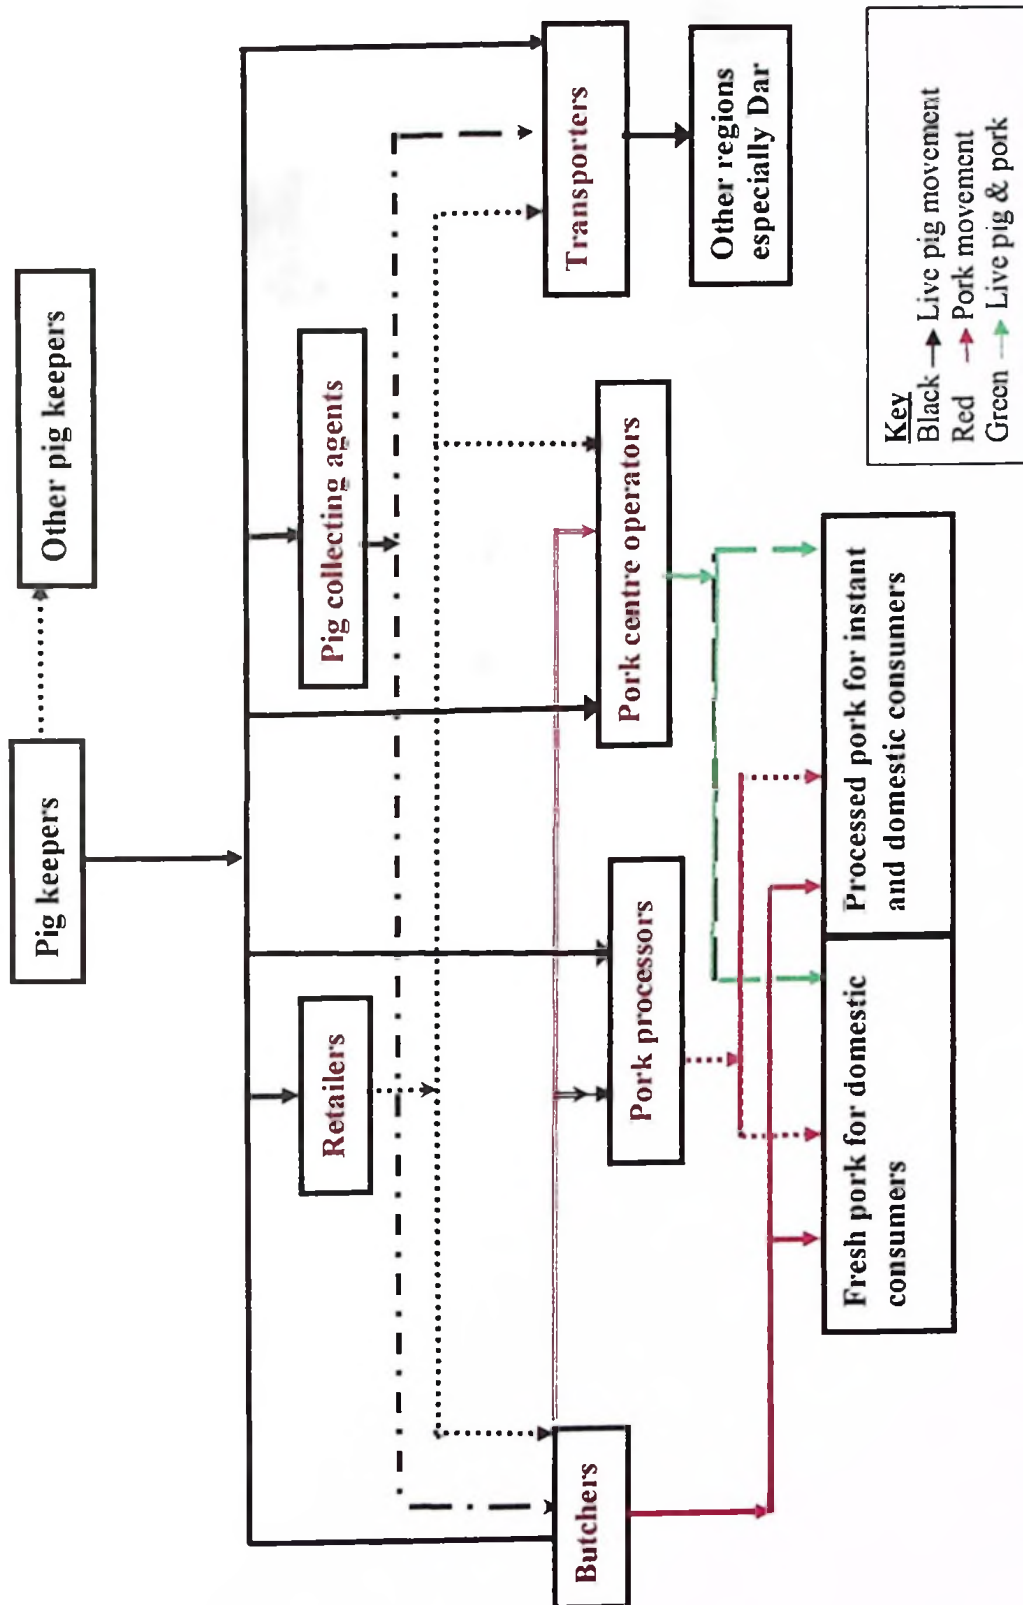 Pig keepers
Other pig keepers
Retailers
Pig collecting agents
Butchers
Pork processors
Pork centre operators
Transporters
Other regions
especially Dar
Fresh pork for domestic
consumers
Processed pork for instant
and domestic consumers
Key
Black → Live pig movement
Red → Pork movement
Green → Live pig & pork